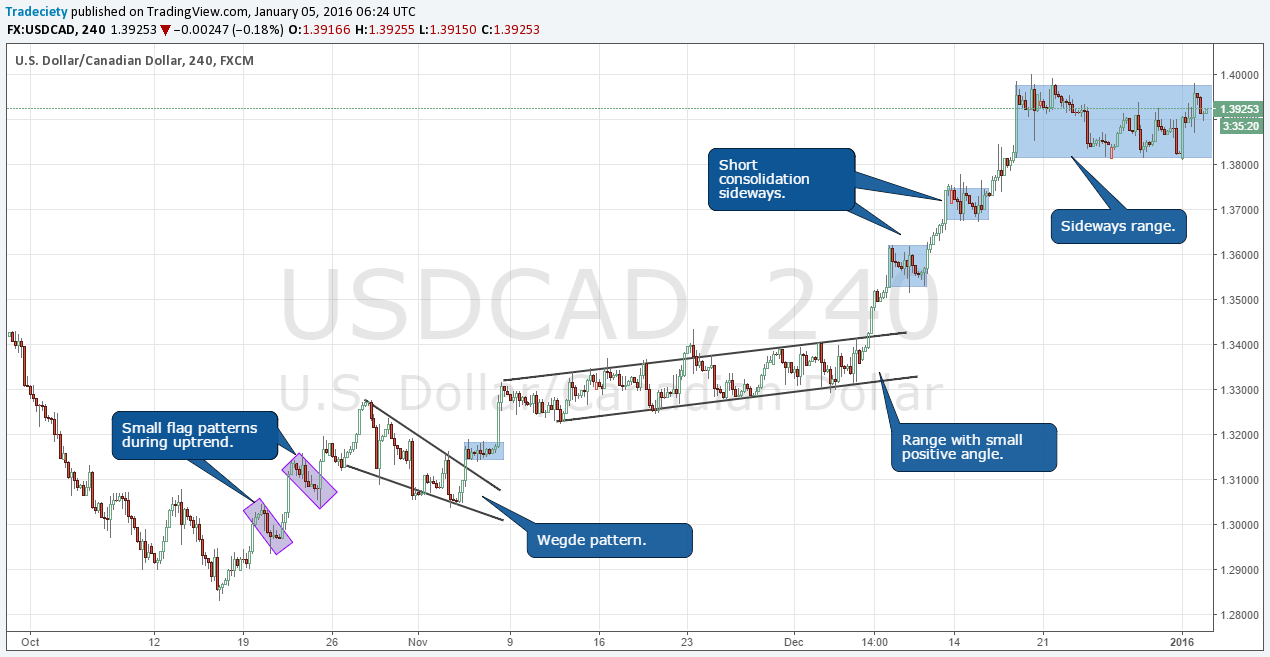 Tradeciety published on TradingView.com, January 05, 2016 06:24 UTC
FX:USDCAD, 240 1.39253 ▼ −0.00247 (−0.18%) O:1.39166 H:1.39255 L:1.39150 C:1.39253
U.S. Dollar/Canadian Dollar, 240, FXCM
USDCAD, 240
U.S. Dollar/Canadian Dollar
Small flag patterns
during uptrend.
Wegde pattern.
Short
consolidation
sideways.
Range with small
positive angle.
Sideways range.
1.40000
1.39253
3:35:20
1.38000
1.37000
1.36000
1.35000
1.34000
1.33000
1.32000
1.31000
1.30000
1.29000
1.28000
Oct 12 19 26 Nov 9 16 23 Dec 14:00 14 21 2016